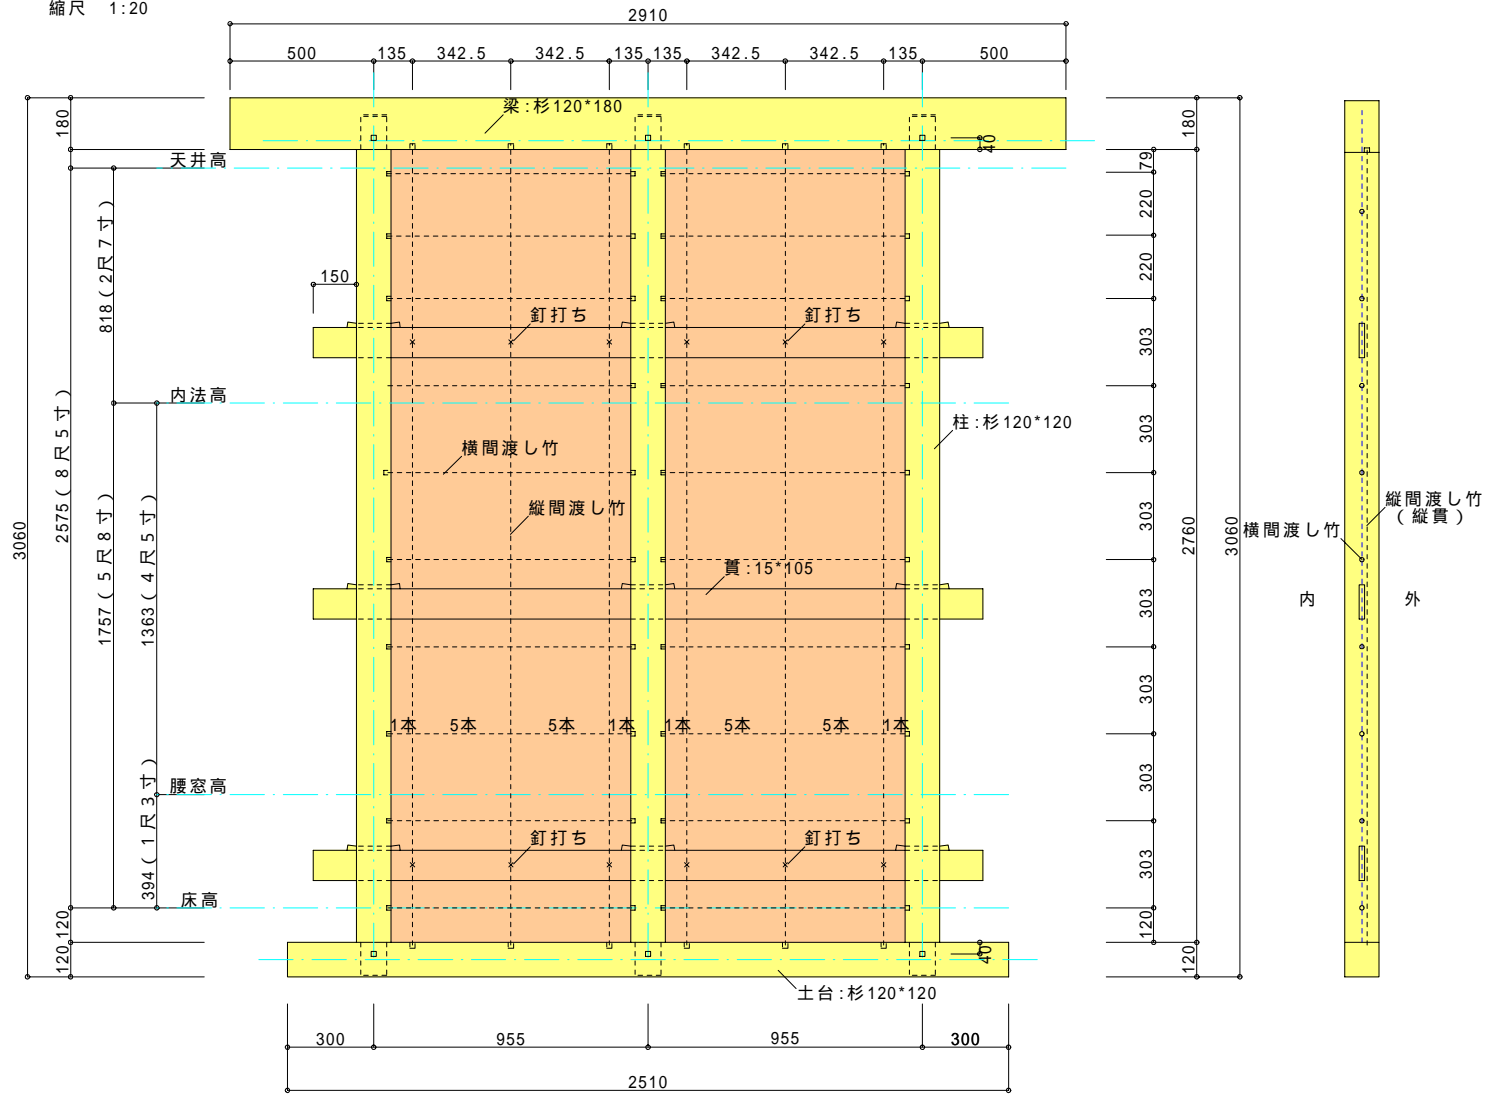 縮尺 1:20
2910
500 135 342.5 342.5 135 135 342.5 342.5 135 500
梁:杉120*180
180
180
40
天井高
79
220
818(2尺7寸)
220
150
釘打ち 釘打ち
303
内法高
柱:杉120*120
303
横間渡し竹
2575(8尺5寸)
縦間渡し竹
303
縦間渡し竹
(縦貫)
横間渡し竹
3060
1757(5尺8寸)
1363(4尺5寸)
2760
3060
貫:15*105
303
内 外
303
1本 5本 5本 1本 1本 5本 5本 1本
腰窓高
303
394(1尺3寸)
釘打ち 釘打ち
303
床高
120
120
120
120
40
土台:杉120*120
300 955 955 300
2510